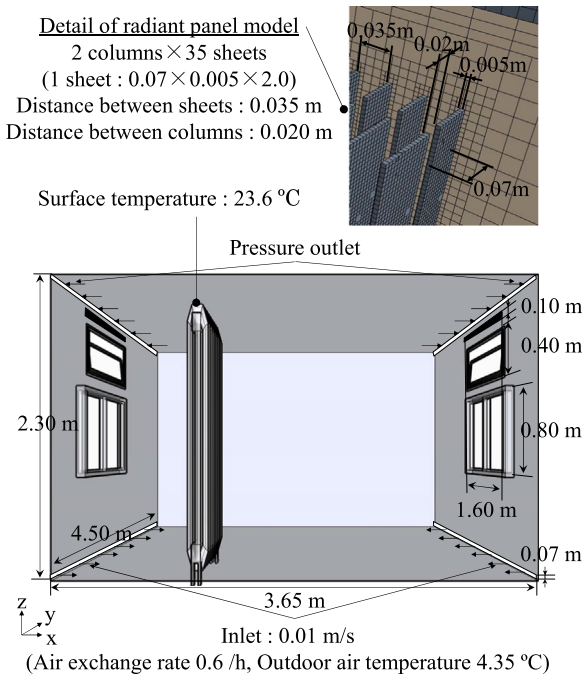 Detail of radiant panel model
2 columns×35 sheets
(1 sheet : 0.07×0.005×2.0)
Distance between sheets : 0.035 m
Distance between columns : 0.020 m
0.035m
0.02m
0.005m
0.07m
Surface temperature : 23.6 ºC
Pressure outlet
0.10 m
0.40 m
2.30 m
0.80 m
1.60 m
4.50 m
0.07 m
3.65 m
z
y
x
Inlet : 0.01 m/s
(Air exchange rate 0.6 /h, Outdoor air temperature 4.35 ºC)